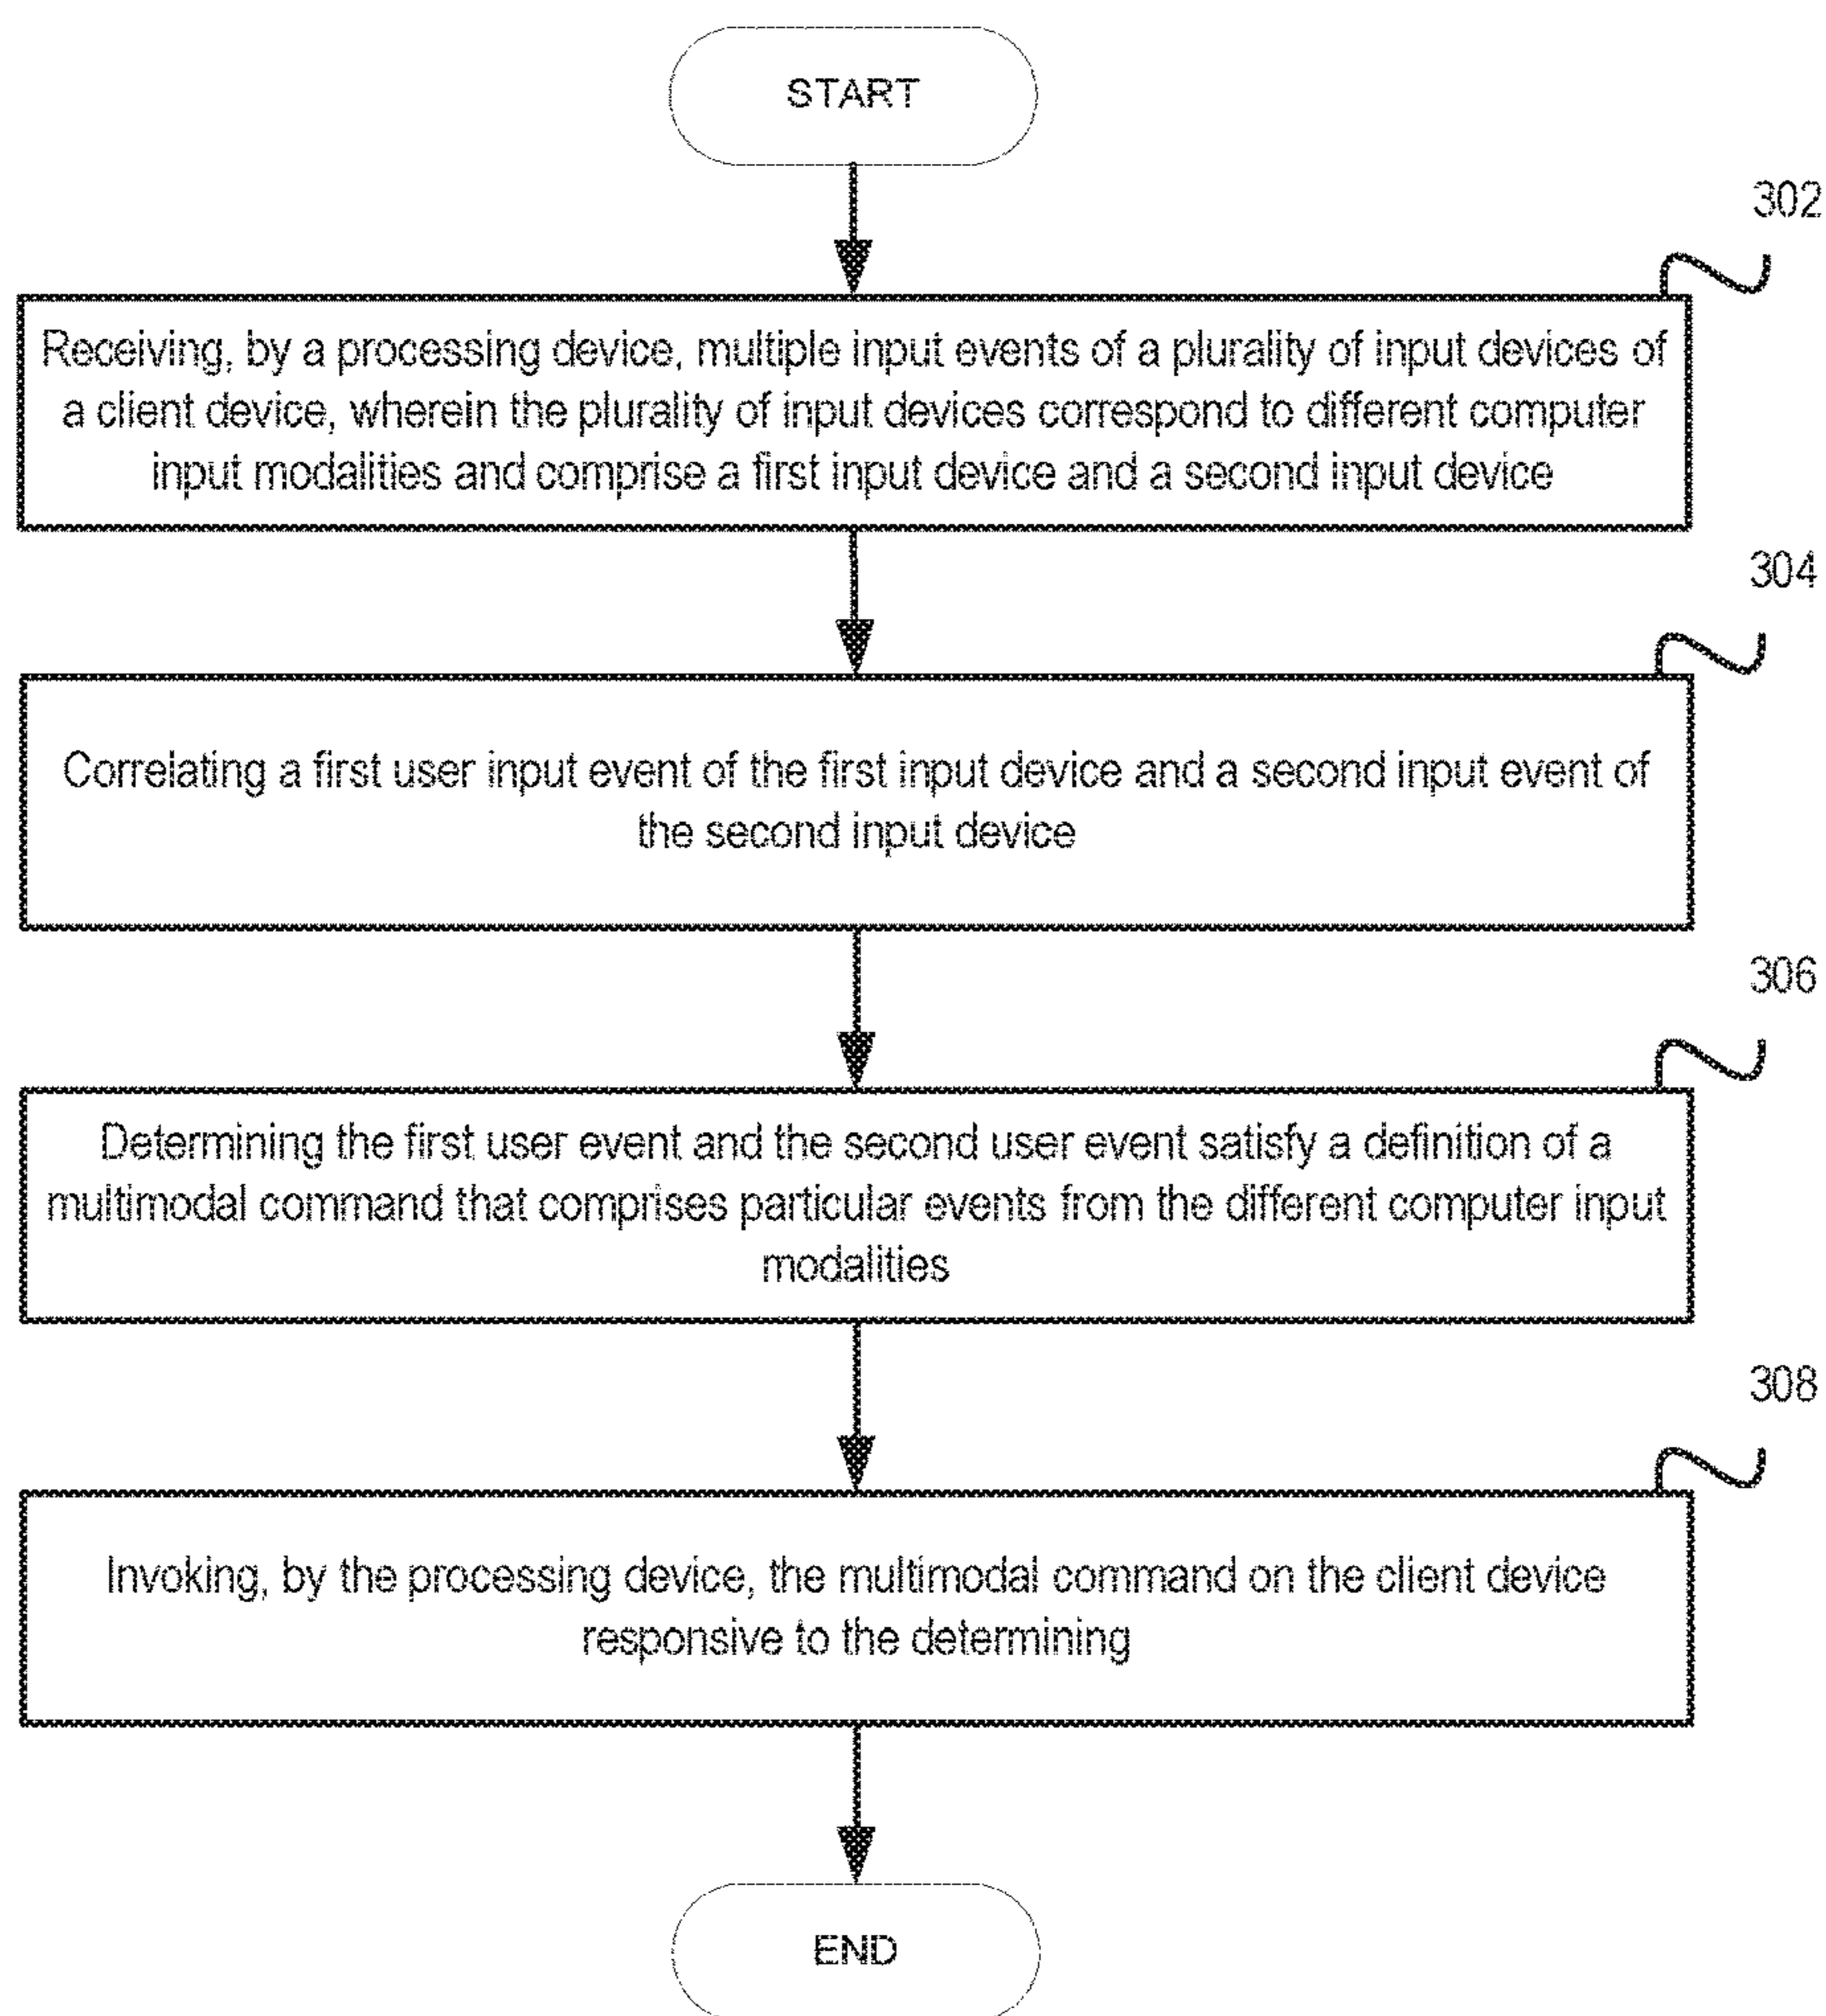 START
302
Receiving, by a processing device, multiple input events of a plurality of input devices of
a client device, wherein the plurality of input devices correspond to different computer
input modalities and comprise a first input device and a second input device
304
Correlating a first user input event of the first input device and a second input event of
the second input device
306
Determining the first user event and the second user event satisfy a definition of a
multimodal command that comprises particular events from the different computer input
modalities
308
Invoking, by the processing device, the multimodal command on the client device
responsive to the determining
END